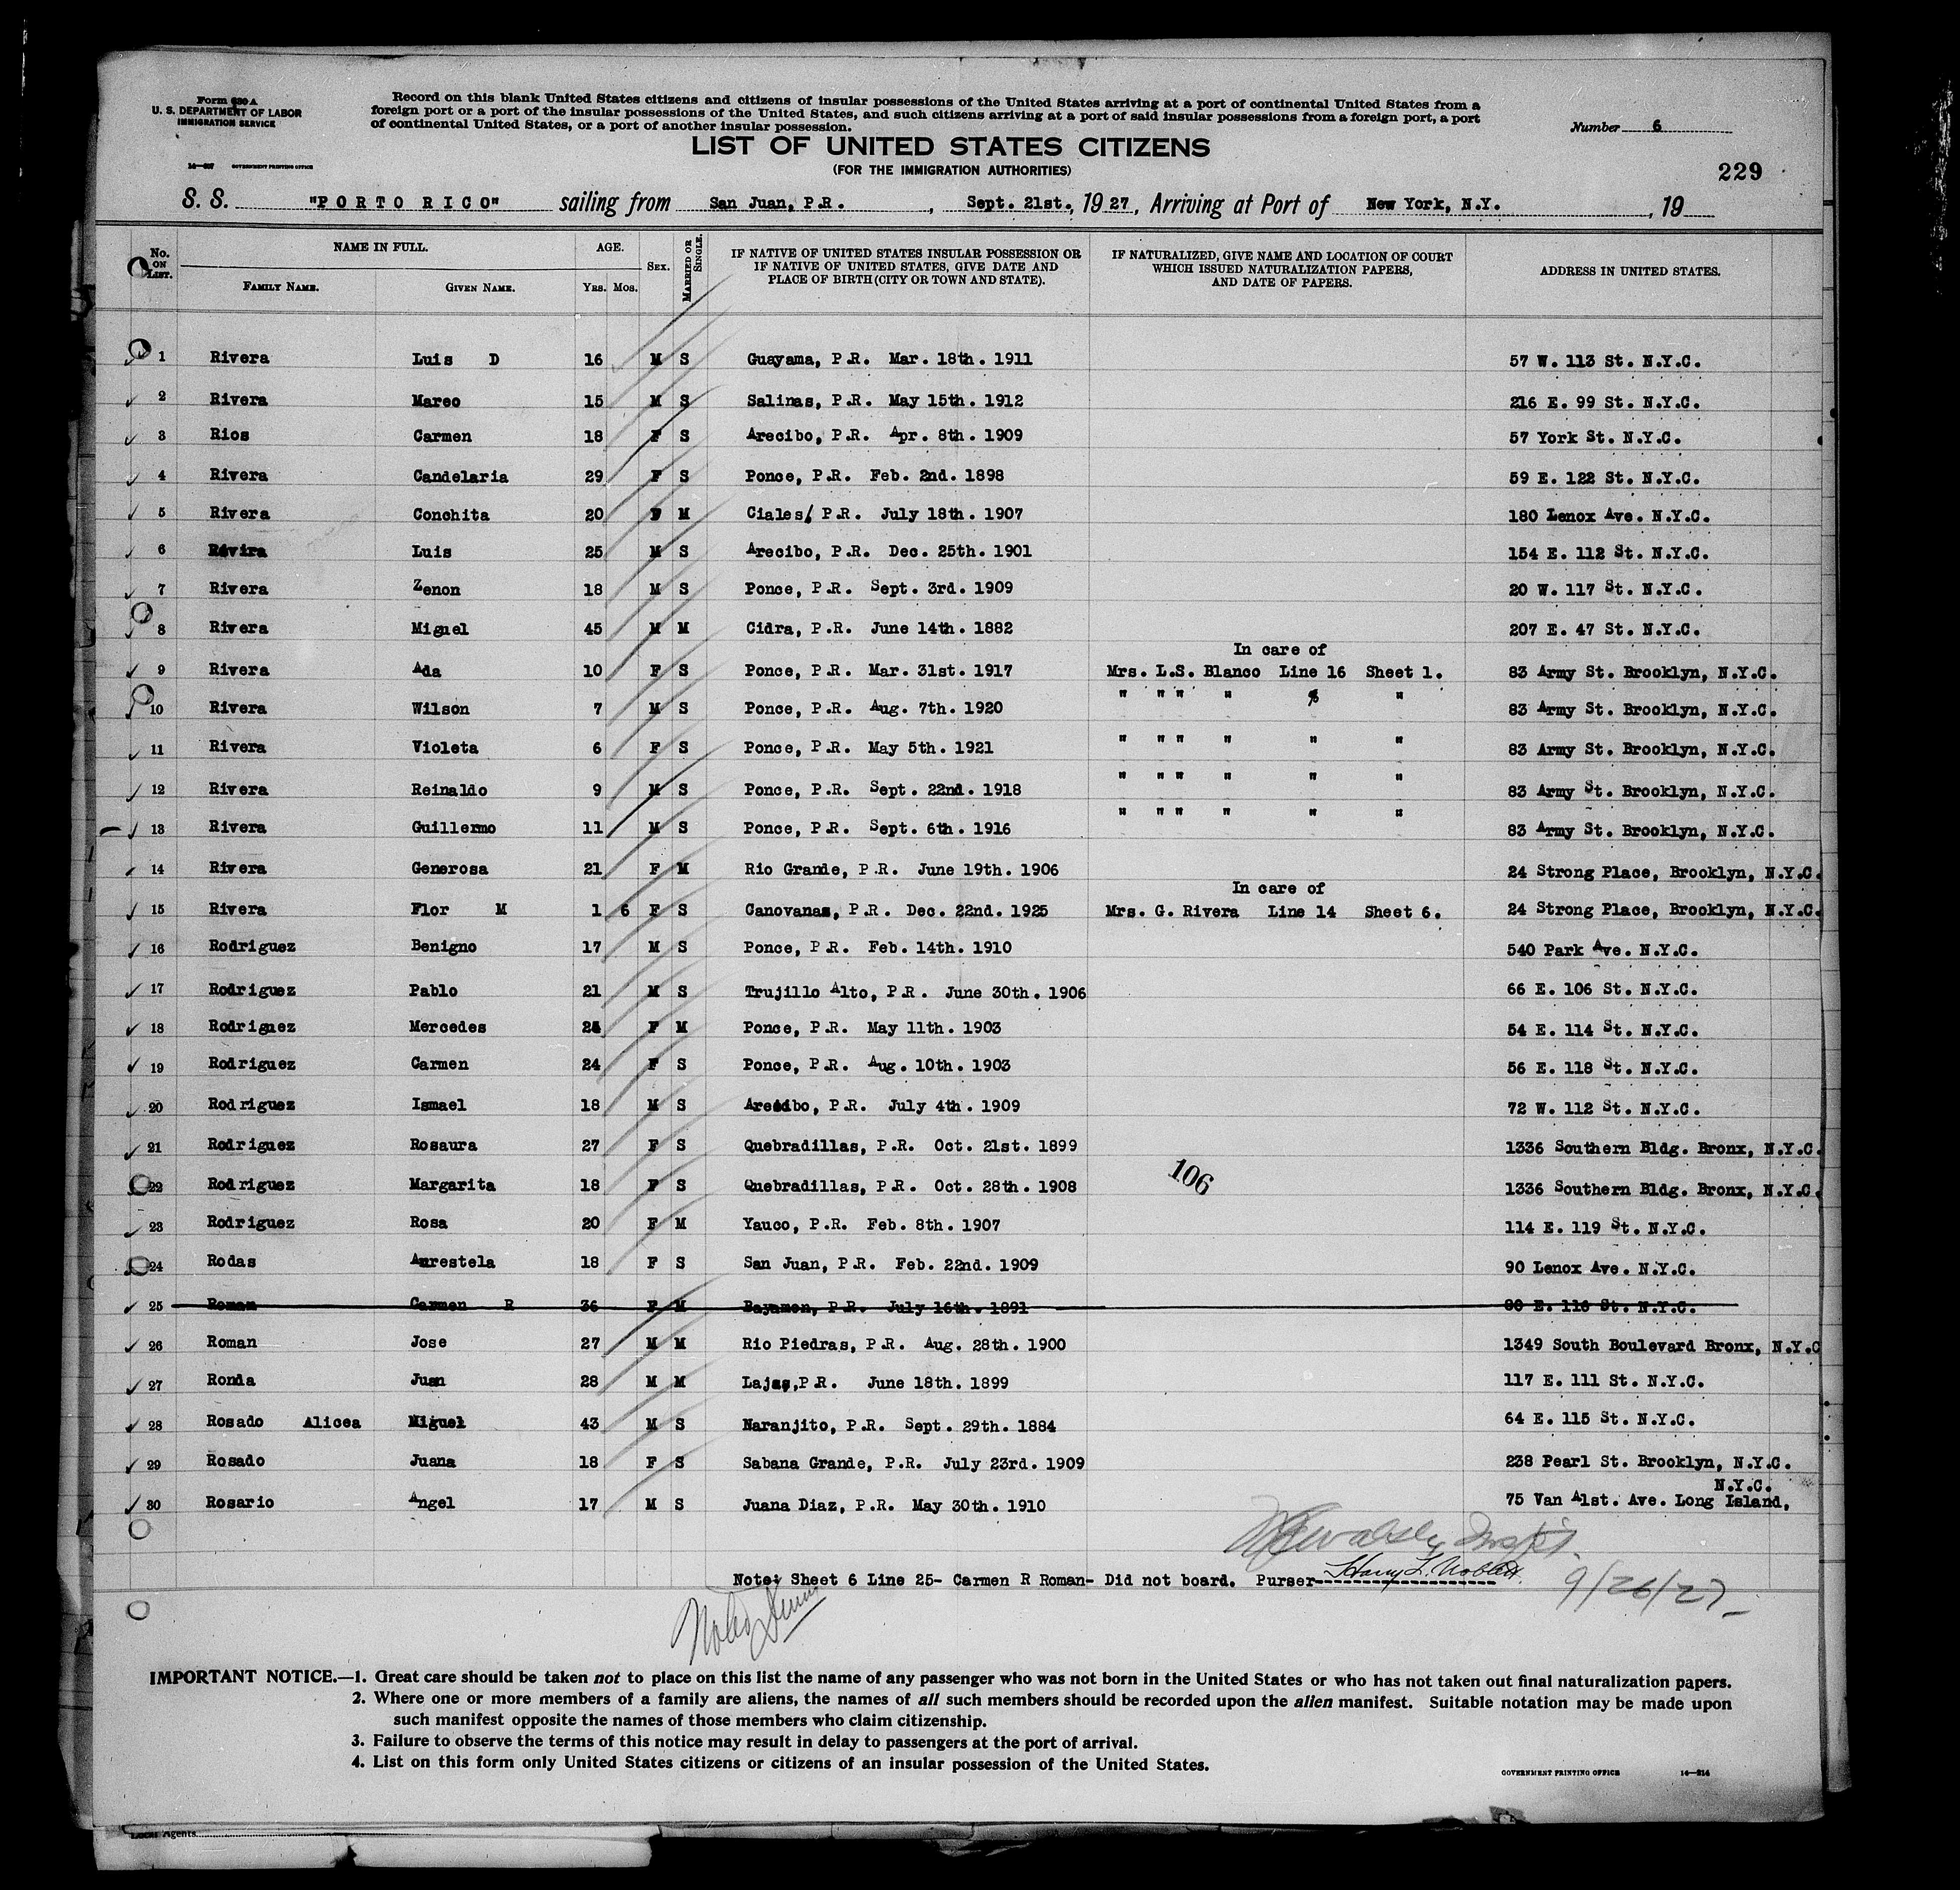 Form 630 A
U. S. DEPARTMENT OF LABOR
IMMIGRATION SERVICE
GOVERNMENT PRINTING OFFICE
Record on this blank United States citizens and citizens of insular possessions of the United States arriving at a port of continental United States from a
foreign port or a port of the insular possessions of the United States, and such citizens arriving at a port of said insular possessions from a foreign port, a port
of continental United States, or a port of another insular possession.
Number 6
LIST OF UNITED STATES CITIZENS
(FOR THE IMMIGRATION AUTHORITIES)
229
S. S. "PORTO RICO" sailing from San Juan, P.R. , Sept. 21st., 19 27, Arriving at Port of New York, N.Y. , 19
No. ON LIST. NAME IN FULL. FAMILY NAME. GIVEN NAME. AGE. YRS. MOS. SEX. MARRIED OR SINGLE. IF NATIVE OF UNITED STATES INSULAR POSSESSION OR IF NATIVE OF UNITED STATES, GIVE DATE AND PLACE OF BIRTH (CITY OR TOWN AND STATE). IF NATURALIZED, GIVE NAME AND LOCATION OF COURT WHICH ISSUED NATURALIZATION PAPERS, AND DATE OF PAPERS. ADDRESS IN UNITED STATES.
1 Rivera Luis D 16 M S Guayama, P.R. Mar. 18th. 1911 57 W. 113 St. N.Y.C.
2 Rivera Mareo 15 M S Salinas, P.R. May 15th. 1912 216 E. 99 St. N.Y.C.
3 Rios Carmen 18 F S Arecibo, P.R. Apr. 8th. 1909 57 York St. N.Y.C.
4 Rivera Candelaria 29 F S Ponce, P.R. Feb. 2nd. 1898 59 E. 122 St. N.Y.C.
5 Rivera Conchita 20 F M Ciales/ P.R. July 18th. 1907 180 Lenox Ave. N.Y.C.
6 Rivira Luis 25 M S Arecibo, P.R. Dec. 25th. 1901 154 E. 112 St. N.Y.C.
7 Rivera Zenon 18 M S Ponce, P.R. Sept. 3rd. 1909 20 W. 117 St. N.Y.C.
8 Rivera Miguel 45 M M Cidra, P.R. June 14th. 1882 207 E. 47 St. N.Y.C.
In care of
9 Rivera Ada 10 F S Ponce, P.R. Mar. 31st. 1917 Mrs. L.S. Blanco Line 16 Sheet 1. 83 Army St. Brooklyn, N.Y.C.
10 Rivera Wilson 7 M S Ponce, P.R. Aug. 7th. 1920 " " " " " " 83 Army St. Brooklyn, N.Y.C.
11 Rivera Violeta 6 F S Ponce, P.R. May 5th. 1921 " " " " " " 83 Army St. Brooklyn, N.Y.C.
12 Rivera Reinaldo 9 M S Ponce, P.R. Sept. 22nd. 1918 " " " " " " 83 Army St. Brooklyn, N.Y.C.
13 Rivera Guillermo 11 M S Ponce, P.R. Sept. 6th. 1916 " " " " " " 83 Army St. Brooklyn, N.Y.C.
14 Rivera Generosa 21 F M Rio Grande, P.R. June 19th. 1906 24 Strong Place, Brooklyn, N.Y.C.
In care of
15 Rivera Flor M 1 6 F S Canovanas, P.R. Dec. 22nd. 1925 Mrs. G. Rivera Line 14 Sheet 6. 24 Strong Place, Brooklyn, N.Y.C.
16 Rodriguez Benigno 17 M S Ponce, P.R. Feb. 14th. 1910 540 Park Ave. N.Y.C.
17 Rodriguez Pablo 21 M S Trujillo Alto, P.R. June 30th. 1906 66 E. 106 St. N.Y.C.
18 Rodriguez Mercedes 24 F M Ponce, P.R. May 11th. 1903 54 E. 114 St. N.Y.C.
19 Rodriguez Carmen 24 F S Ponce, P.R. Aug. 10th. 1903 56 E. 118 St. N.Y.C.
20 Rodriguez Ismael 18 M S Arecibo, P.R. July 4th. 1909 72 W. 112 St. N.Y.C.
21 Rodriguez Rosaura 27 F S Quebradillas, P.R. Oct. 21st. 1899 1336 Southern Bldg. Bronx, N.Y.C.
22 Rodriguez Margarita 18 F S Quebradillas, P.R. Oct. 28th. 1908 106 1336 Southern Bldg. Bronx, N.Y.C.
23 Rodriguez Rosa 20 F M Yauco, P.R. Feb. 8th. 1907 114 E. 119 St. N.Y.C.
24 Rodas Aurestela 18 F S San Juan, P.R. Feb. 22nd. 1909 90 Lenox Ave. N.Y.C.
25 Roman Carmen R 36 F M Bayamon, P.R. July 16th. 1891 80 E. 116 St. N.Y.C.
26 Roman Jose 27 M M Rio Piedras, P.R. Aug. 28th. 1900 1349 South Boulevard Bronx, N.Y.C
27 Ronda Juan 28 M M Lajas,P.R. June 18th. 1899 117 E. 111 St. N.Y.C.
28 Rosado Alicea Miguel 43 M S Naranjito, P.R. Sept. 29th. 1884 64 E. 115 St. N.Y.C.
29 Rosado Juana 18 F S Sabana Grande, P.R. July 23rd. 1909 238 Pearl St. Brooklyn, N.Y.C.
N.Y.C.
30 Rosario Angel 17 M S Juana Diaz, P.R. May 30th. 1910 75 Van Alst. Ave. Long Island,
Note; Sheet 6 Line 25- Carmen R Roman- Did not board. Purser
9/26/27
Noted
IMPORTANT NOTICE.—1. Great care should be taken not to place on this list the name of any passenger who was not born in the United States or who has not taken out final naturalization papers.
2. Where one or more members of a family are aliens, the names of all such members should be recorded upon the alien manifest. Suitable notation may be made upon
such manifest opposite the names of those members who claim citizenship.
3. Failure to observe the terms of this notice may result in delay to passengers at the port of arrival.
4. List on this form only United States citizens or citizens of an insular possession of the United States.
GOVERNMENT PRINTING OFFICE 14—214
Local Agents